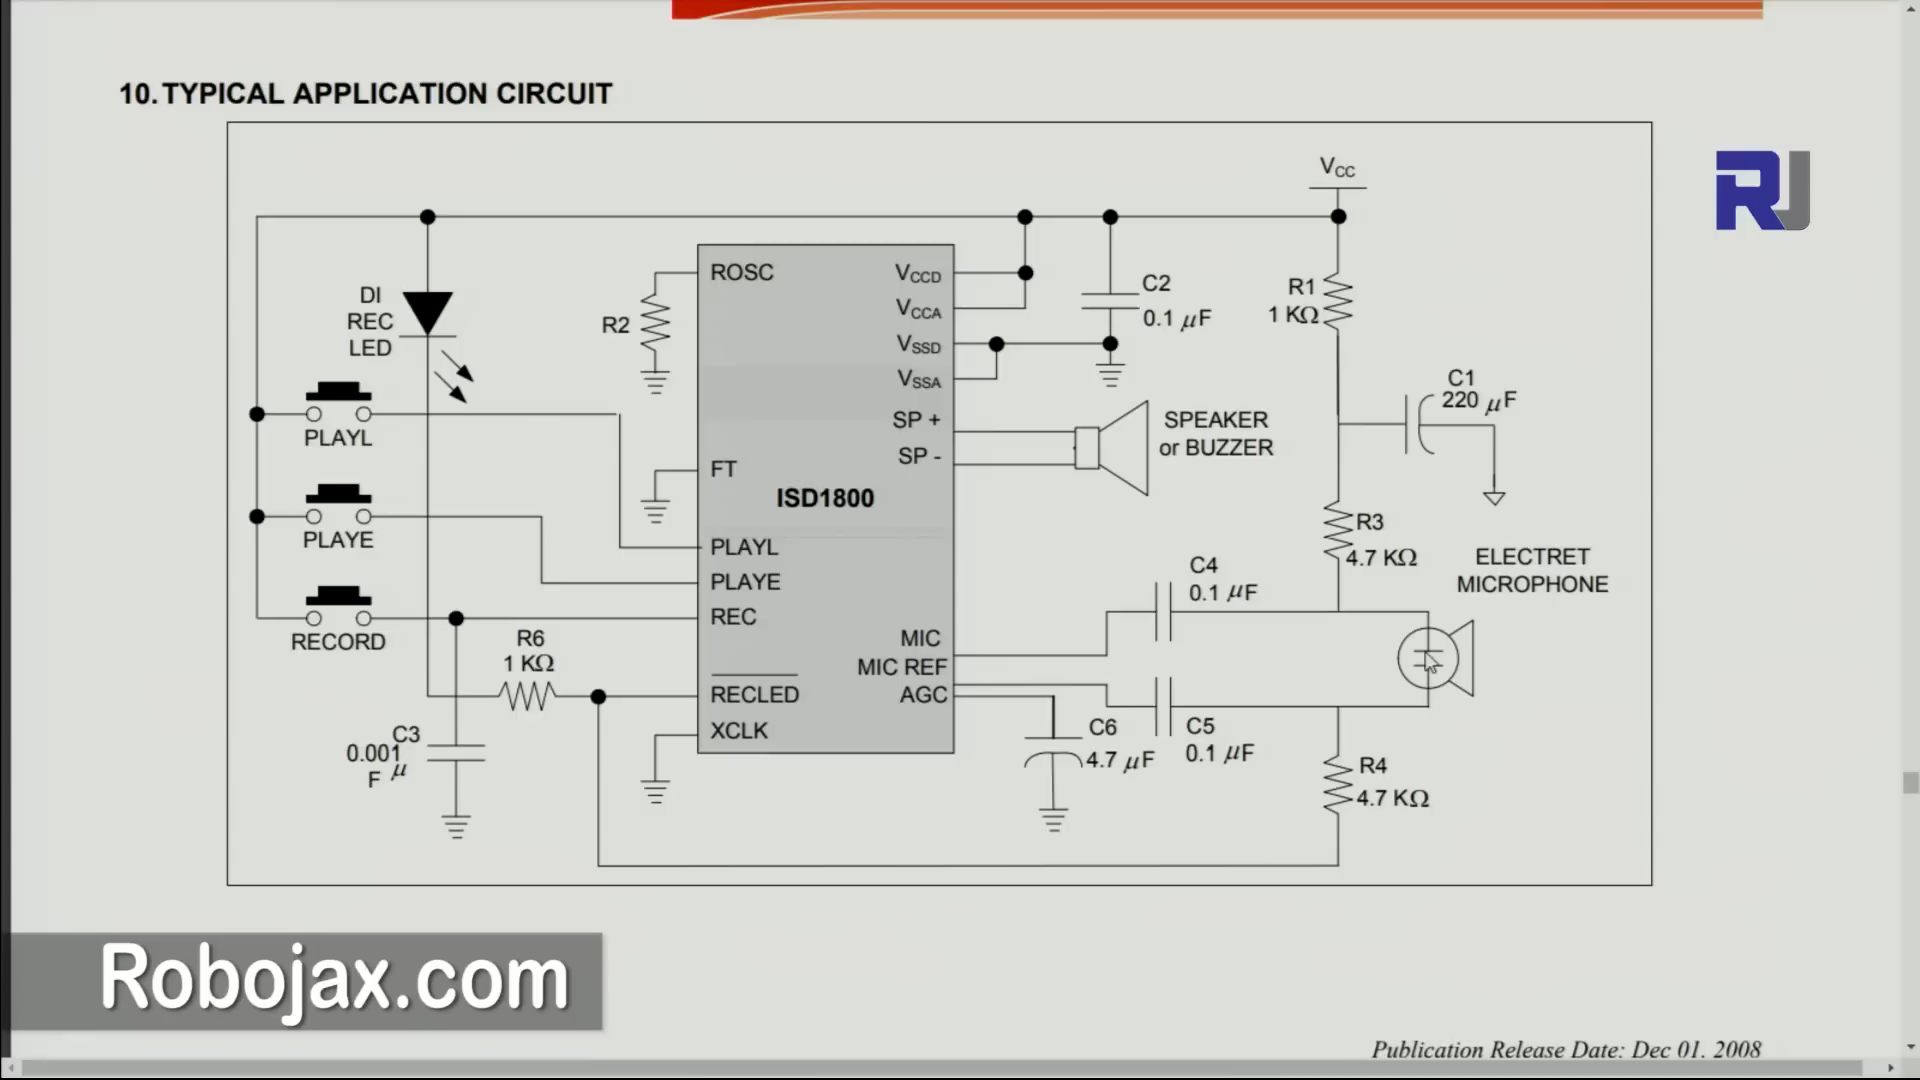 10. TYPICAL APPLICATION CIRCUIT
VCC
RJ
ROSC
VCCD
VCCA
VSSD
VSSA
SP +
SP -
FT
ISD1800
PLAYL
PLAYE
REC
MIC
MIC REF
AGC
RECLED
XCLK
DI
REC
LED
PLAYL
PLAYE
RECORD
R2
R6
1 KΩ
C3
0.001
F μ
C2
0.1 μF
R1
1 KΩ
C1
220 μF
SPEAKER
or BUZZER
R3
4.7 KΩ
ELECTRET
MICROPHONE
C4
0.1 μF
C5
0.1 μF
C6
4.7 μF
R4
4.7 KΩ
Robojax.com
Publication Release Date: Dec 01. 2008